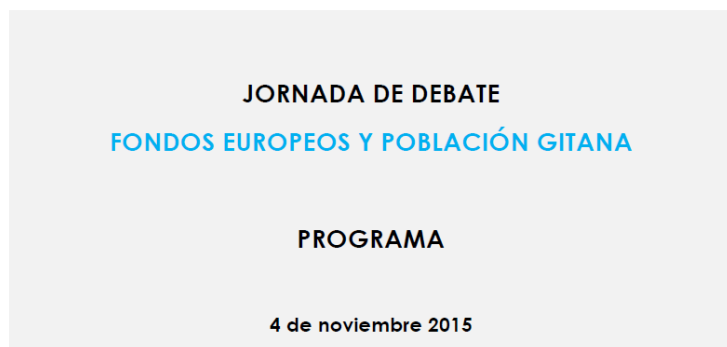 JORNADA DE DEBATE
FONDOS EUROPEOS Y POBLACIÓN GITANA
PROGRAMA
4 de noviembre 2015